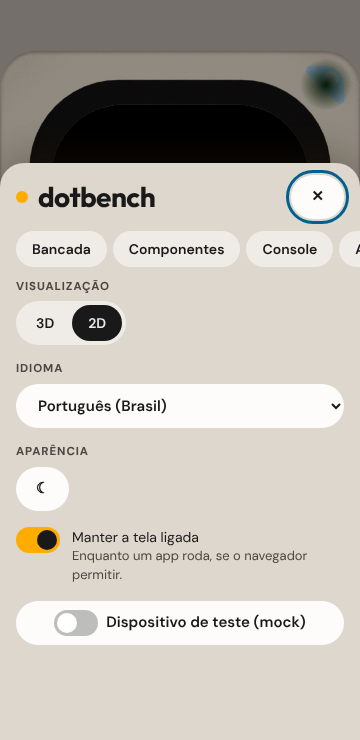 dotbench
×
Bancada
Componentes
Console
VISUALIZAÇÃO
3D
2D
IDIOMA
Português (Brasil)
APARÊNCIA
Manter a tela ligada
Enquanto um app roda, se o navegador
permitir.
Dispositivo de teste (mock)